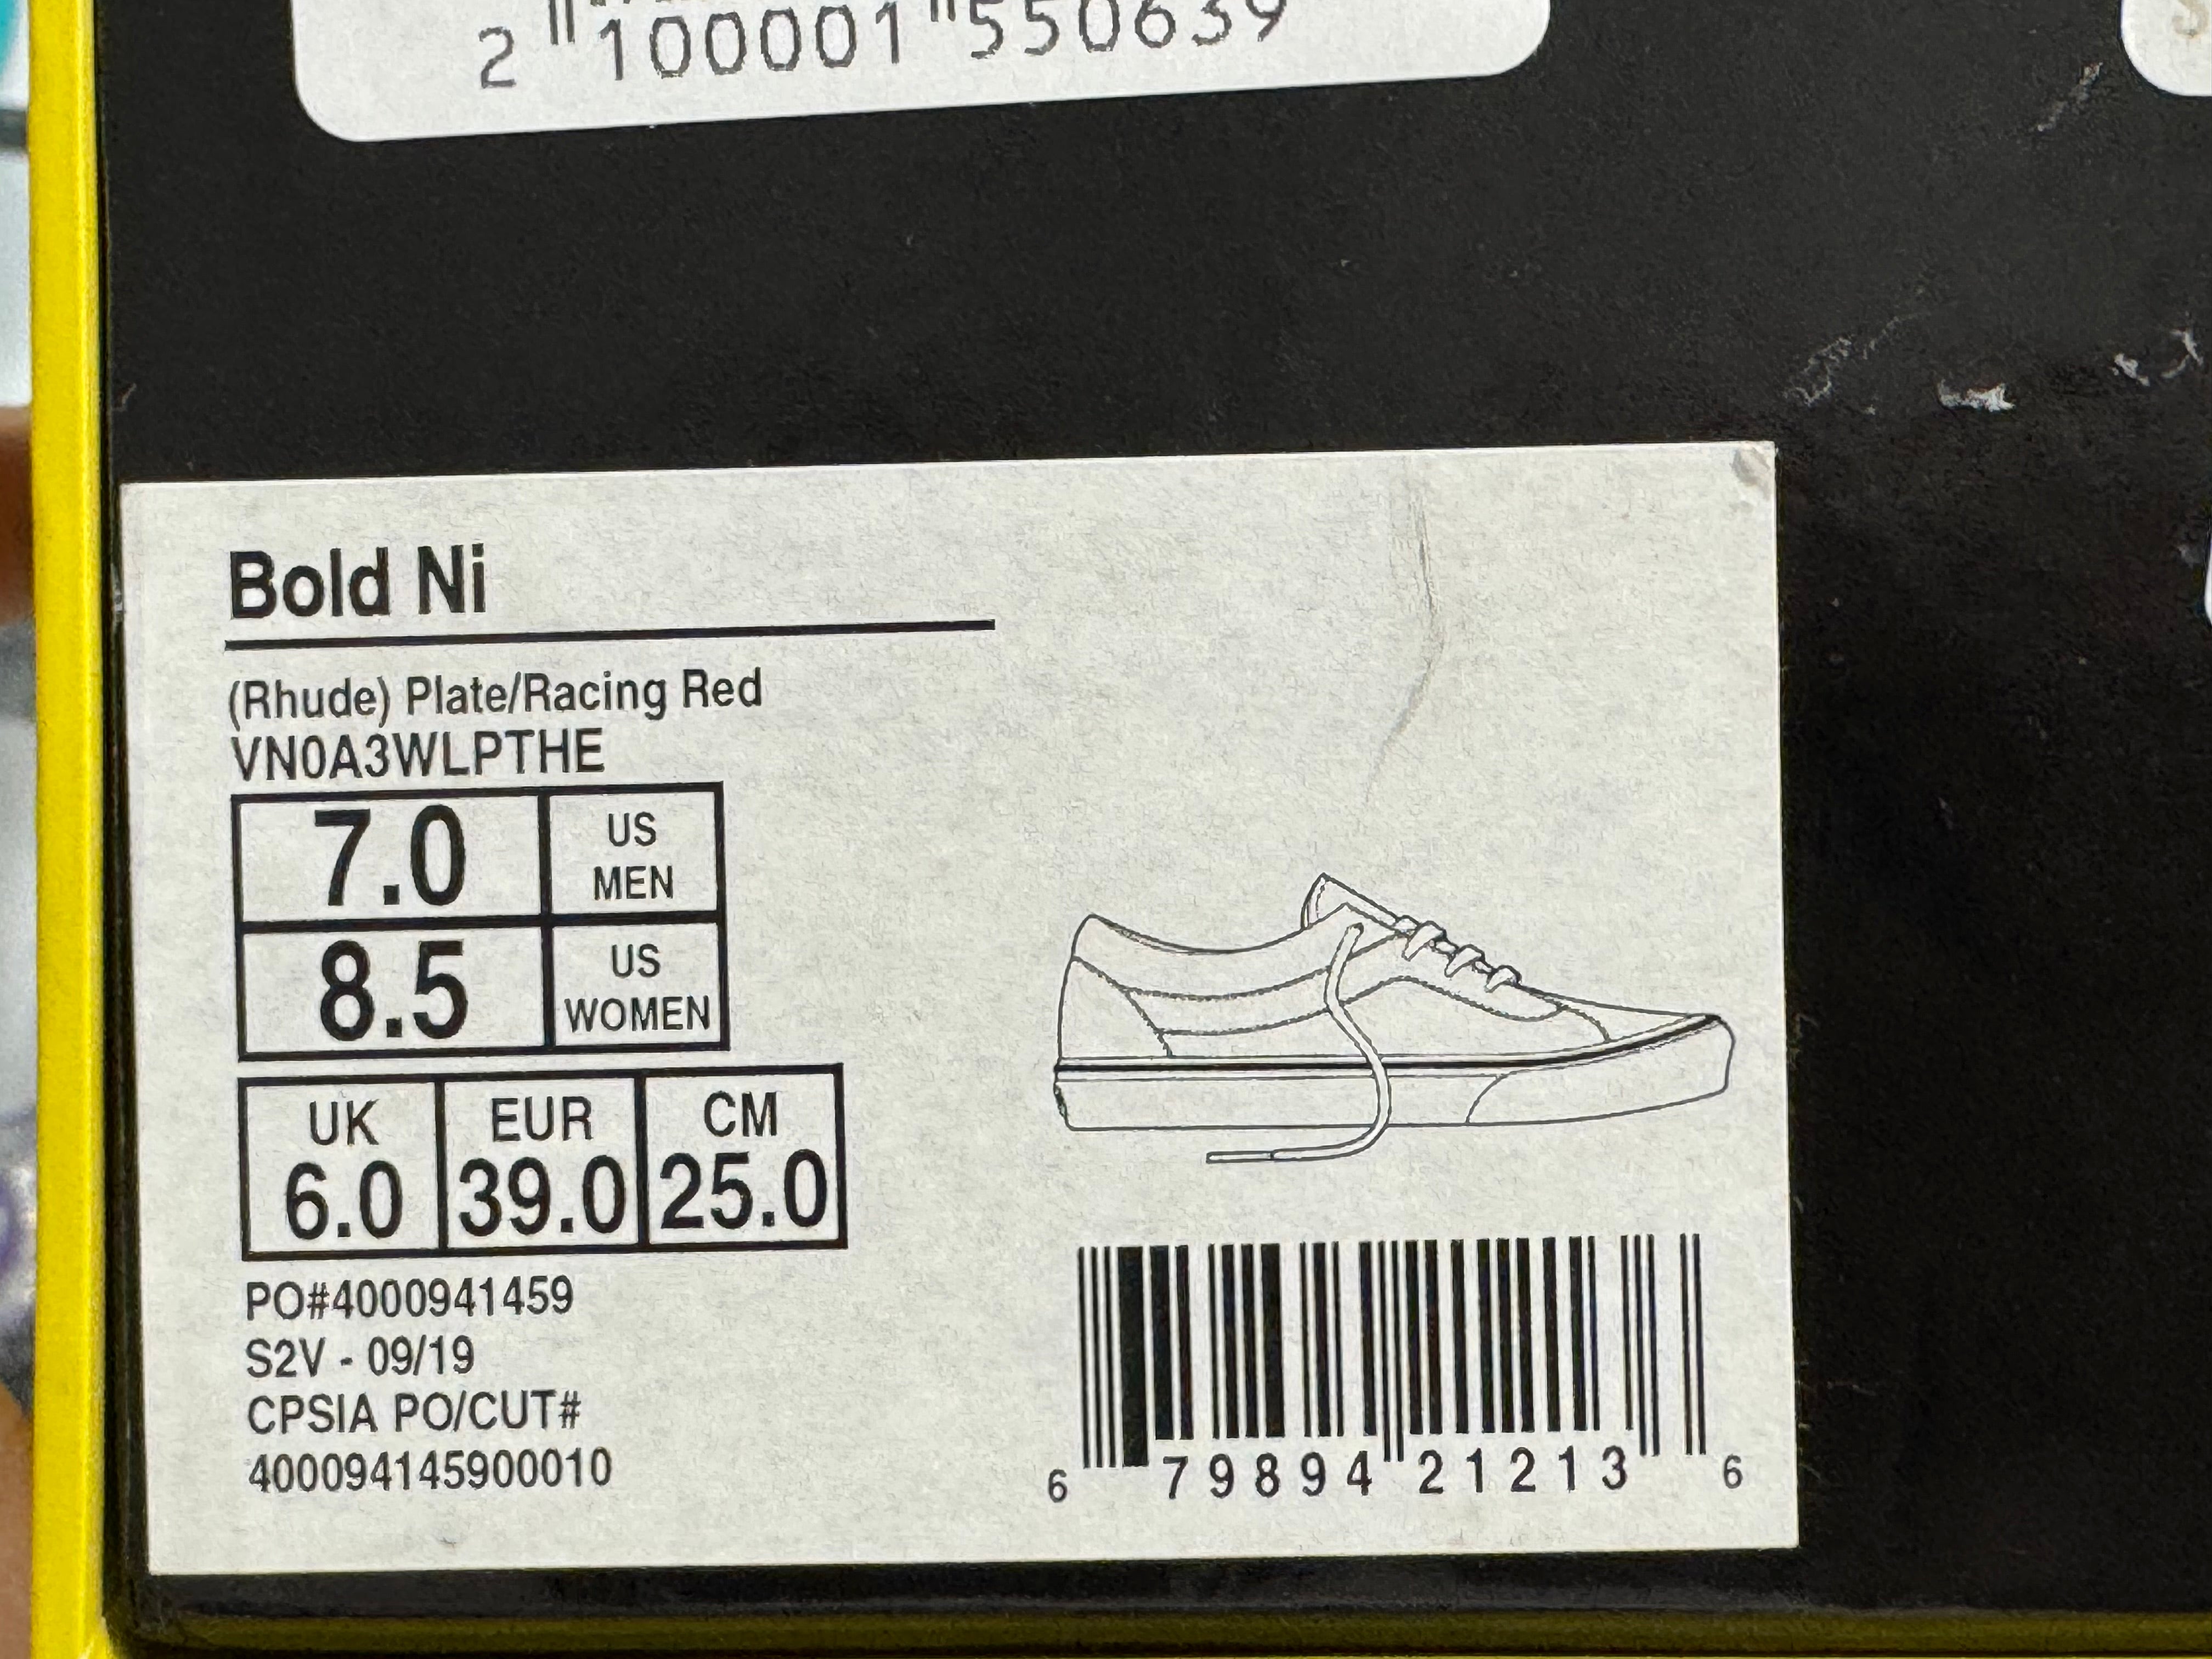 2 100001 550639
Bold Ni
(Rhude) Plate/Racing Red
VN0A3WLPTHE
7.0 US MEN
8.5 US WOMEN
UK EUR CM
6.0 39.0 25.0
PO#4000941459
S2V - 09/19
CPSIA PO/CUT#
400094145900010
6 79894 21213 6